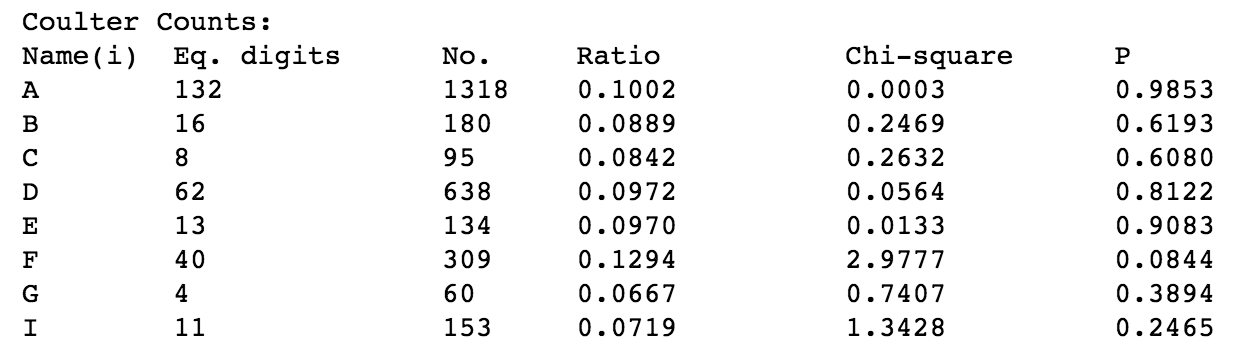 Coulter Counts:
Name(i) Eq. digits No. Ratio Chi-square P
A 132 1318 0.1002 0.0003 0.9853
B 16 180 0.0889 0.2469 0.6193
C 8 95 0.0842 0.2632 0.6080
D 62 638 0.0972 0.0564 0.8122
E 13 134 0.0970 0.0133 0.9083
F 40 309 0.1294 2.9777 0.0844
G 4 60 0.0667 0.7407 0.3894
I 11 153 0.0719 1.3428 0.2465